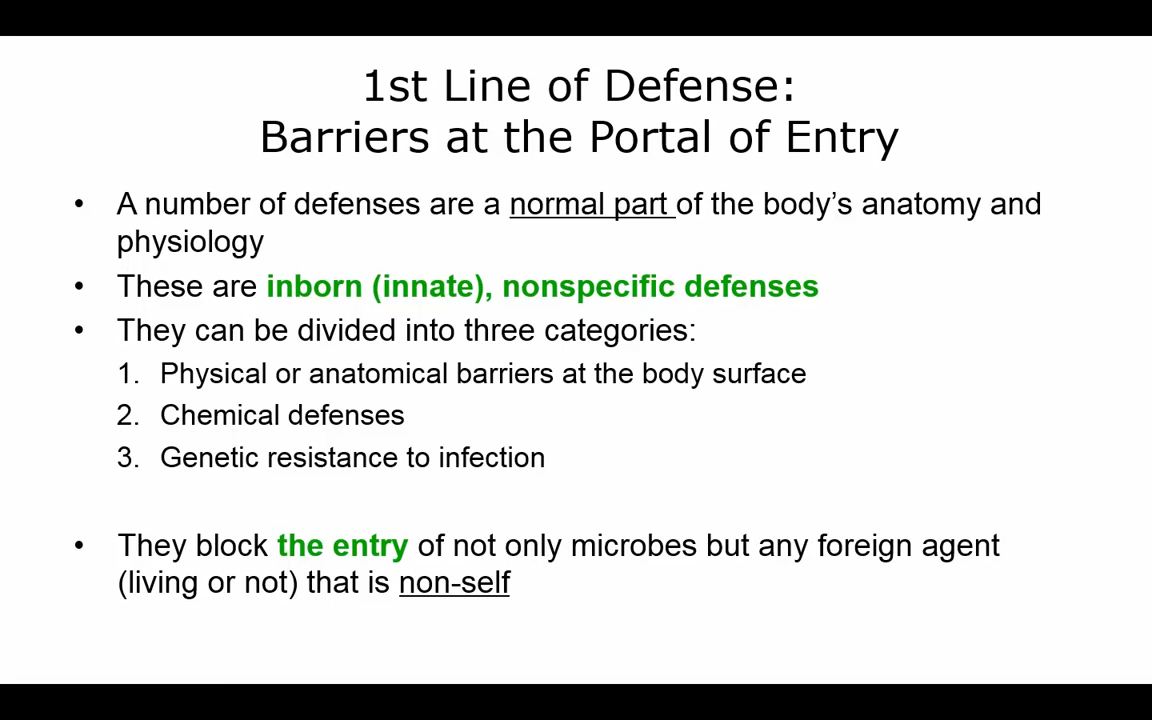 1st Line of Defense:
Barriers at the Portal of Entry
• A number of defenses are a normal part of the body’s anatomy and
physiology
• These are inborn (innate), nonspecific defenses
• They can be divided into three categories:
1. Physical or anatomical barriers at the body surface
2. Chemical defenses
3. Genetic resistance to infection
• They block the entry of not only microbes but any foreign agent
(living or not) that is non-self